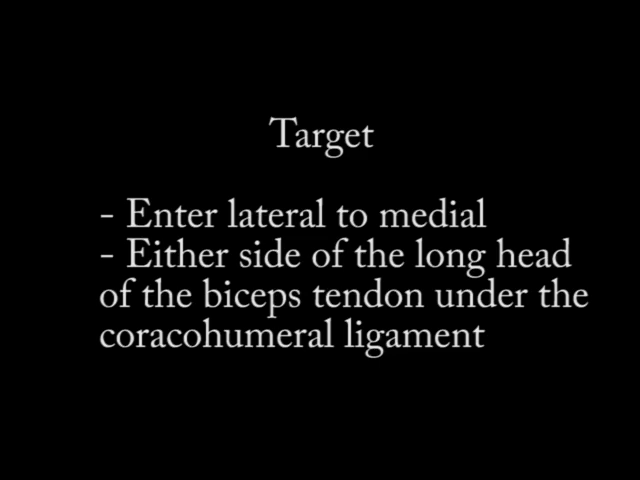 Target
- Enter lateral to medial
- Either side of the long head
of the biceps tendon under the
coracohumeral ligament